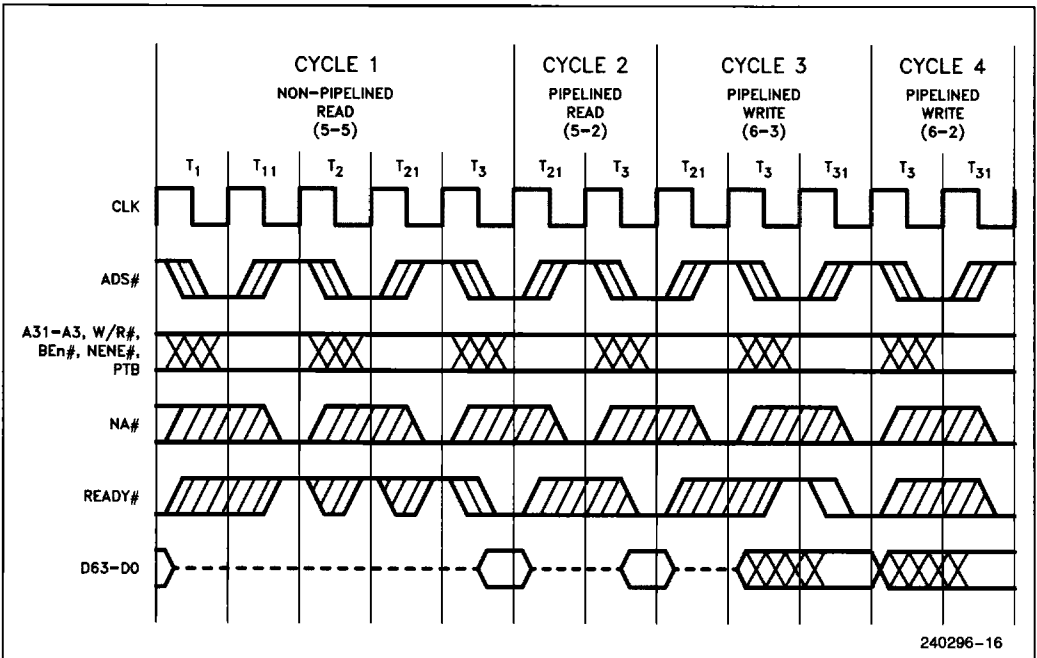 CYCLE 1
NON-PIPELINED
READ
(5-5)
CYCLE 2
PIPELINED
READ
(5-2)
CYCLE 3
PIPELINED
WRITE
(6-3)
CYCLE 4
PIPELINED
WRITE
(6-2)
T1 T11 T2 T21 T3 T21 T3 T21 T3 T31 T3 T31
CLK
ADS#
A31-A3, W/R#,
BEn#, NENE#,
PTB
NA#
READY#
D63-D0
240296-16